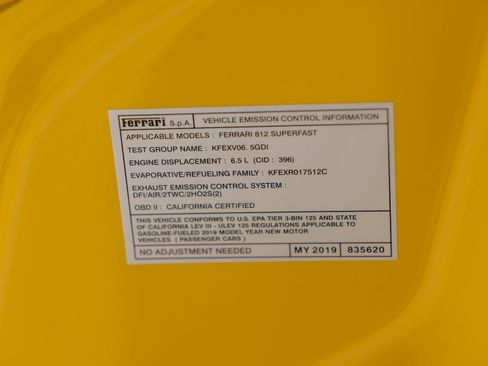 Ferrari S.p.A. VEHICLE EMISSION CONTROL INFORMATION
APPLICABLE MODELS : FERRARI 812 SUPERFAST
TEST GROUP NAME : KFEXV06. 5GDI
ENGINE DISPLACEMENT : 6.5 L (CID : 396)
EVAPORATIVE/REFUELING FAMILY : KFEXR017512C
EXHAUST EMISSION CONTROL SYSTEM :
DFI/AIR/2TWC/2HO2S(2)
OBD II : CALIFORNIA CERTIFIED
THIS VEHICLE CONFORMS TO U.S. EPA TIER 3-BIN 125 AND STATE
OF CALIFORNIA LEV III - ULEV 125 REGULATIONS APPLICABLE TO
GASOLINE-FUELED 2019 MODEL YEAR NEW MOTOR
VEHICLES ( PASSENGER CARS )
NO ADJUSTMENT NEEDED MY 2019 835620